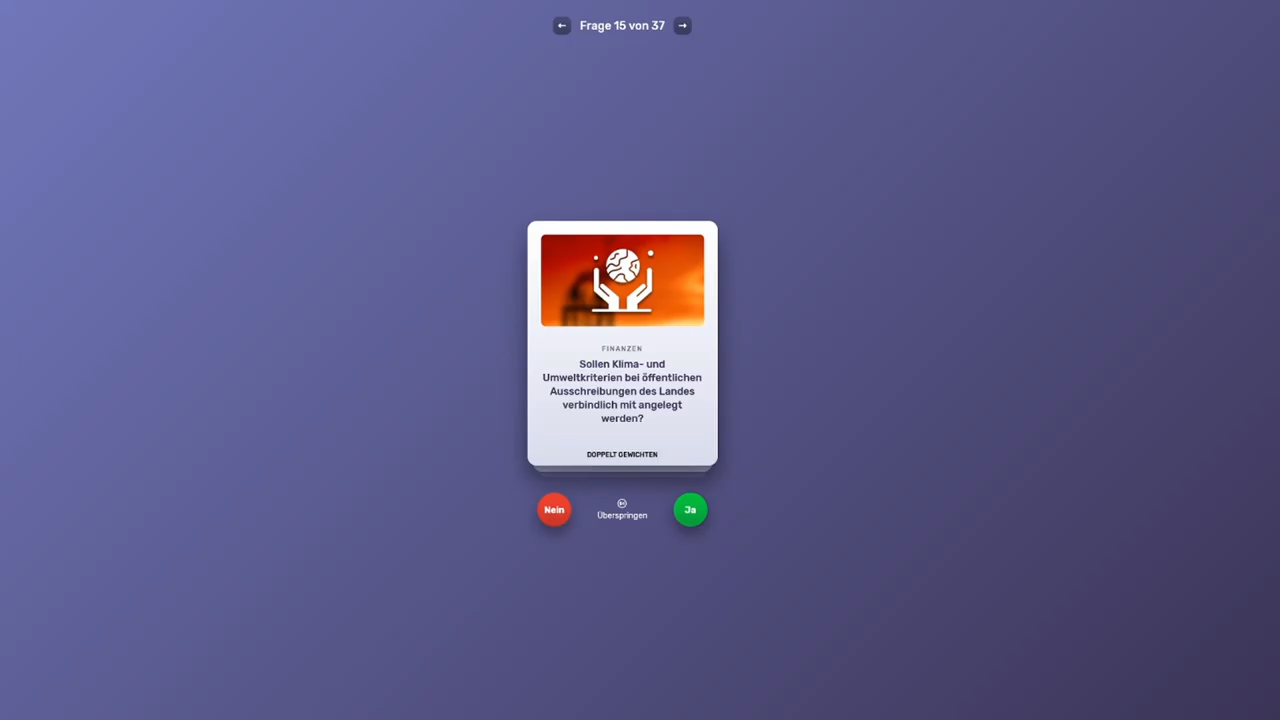 ← Frage 15 von 37 →
FINANZEN
Sollen Klima- und
Umweltkriterien bei öffentlichen
Ausschreibungen des Landes
verbindlich mit angelegt
werden?
DOPPELT GEWICHTEN
Nein
Überspringen
Ja